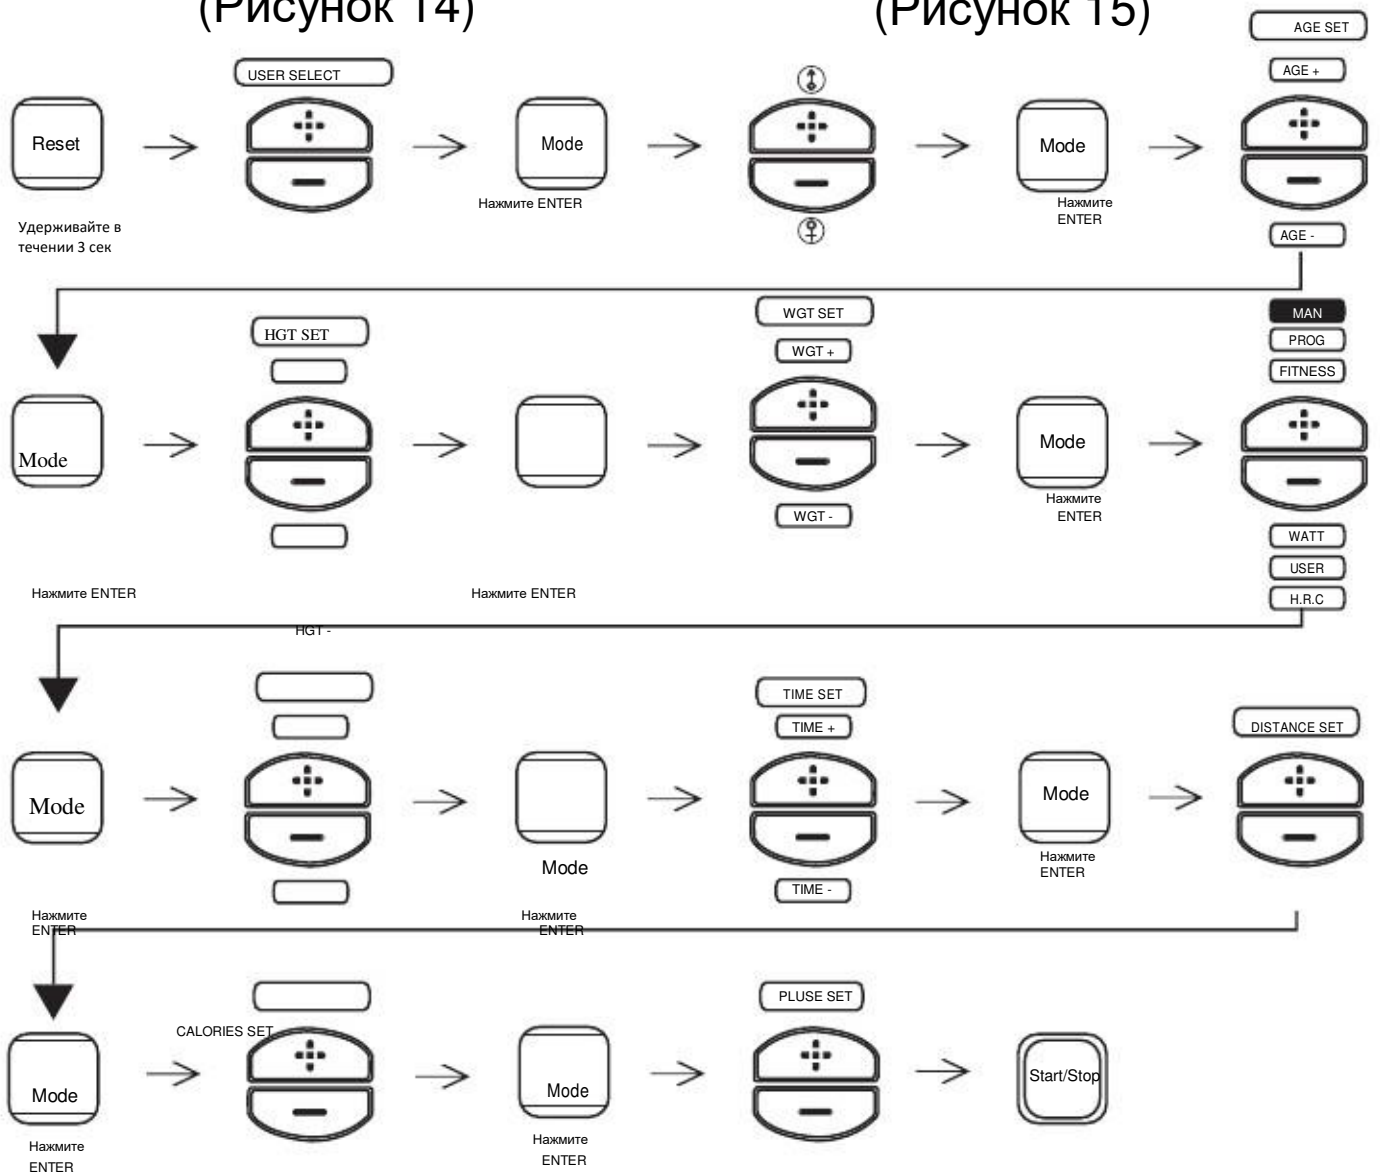 (Рисунок 14)
(Рисунок 15)
AGE SET
USER SELECT
AGE +
Reset
Mode
Mode
Нажмите ENTER
Нажмите
ENTER
Удерживайте в
течении 3 сек
AGE -
HGT SET
WGT SET
WGT +
MAN
PROG
FITNESS
Mode
Mode
WGT -
Нажмите
ENTER
WATT
USER
H.R.C
Нажмите ENTER
Нажмите ENTER
HGT -
TIME SET
TIME +
DISTANCE SET
Mode
Mode
Mode
TIME -
Нажмите
ENTER
Нажмите
ENTER
Нажмите
ENTER
CALORIES SET
PLUSE SET
Mode
Mode
Start/Stop
Нажмите
ENTER
Нажмите
ENTER